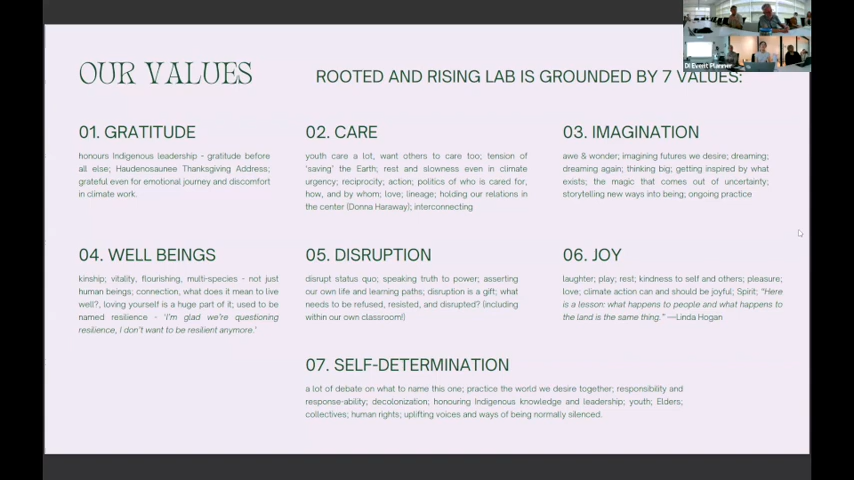 OUR VALUES
ROOTED AND RISING LAB IS GROUNDED BY 7 VALUES:
DI Event Planner
01. GRATITUDE
honours Indigenous leadership - gratitude before
all else; Haudenosaunee Thanksgiving Address;
grateful even for emotional journey and discomfort
in climate work.
02. CARE
youth care a lot, want others to care too; tension of
'saving' the Earth; rest and slowness even in climate
urgency; reciprocity; action; politics of who is cared for,
how, and by whom; love; lineage; holding our relations in
the center (Donna Haraway); interconnecting
03. IMAGINATION
awe & wonder; imagining futures we desire; dreaming;
dreaming again; thinking big; getting inspired by what
exists; the magic that comes out of uncertainty;
storytelling new ways into being; ongoing practice
04. WELL BEINGS
kinship; vitality, flourishing, multi-species - not just
human beings; connection, what does it mean to live
well?, loving yourself is a huge part of it; used to be
named resilience - 'I'm glad we're questioning
resilience, I don't want to be resilient anymore.'
05. DISRUPTION
disrupt status quo; speaking truth to power; asserting
our own life and learning paths; disruption is a gift; what
needs to be refused, resisted, and disrupted? (including
within our own classroom!)
06. JOY
laughter; play; rest; kindness to self and others; pleasure;
love; climate action can and should be joyful; Spirit; "Here
is a lesson: what happens to people and what happens to
the land is the same thing." —Linda Hogan
07. SELF-DETERMINATION
a lot of debate on what to name this one; practice the world we desire together; responsibility and
response-ability; decolonization; honouring Indigenous knowledge and leadership; youth; Elders;
collectives; human rights; uplifting voices and ways of being normally silenced.